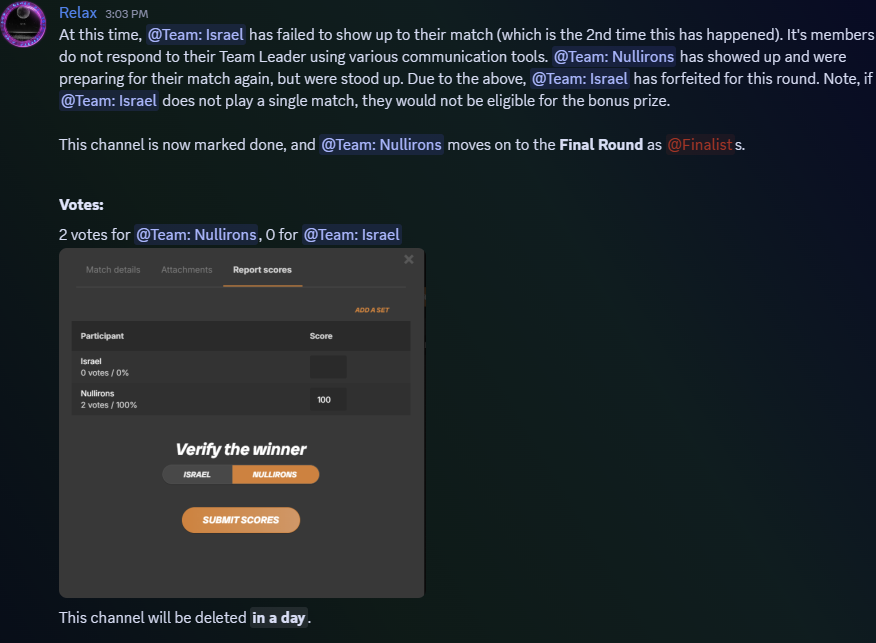 Relax 3:03 PM
At this time, @Team: Israel has failed to show up to their match (which is the 2nd time this has happened). It's members
do not respond to their Team Leader using various communication tools. @Team: Nullirons has showed up and were
preparing for their match again, but were stood up. Due to the above, @Team: Israel has forfeited for this round. Note, if
@Team: Israel does not play a single match, they would not be eligible for the bonus prize.
This channel is now marked done, and @Team: Nullirons moves on to the Final Round as @Finalist s.
Votes:
2 votes for @Team: Nullirons, 0 for @Team: Israel
Match details Attachments Report scores
ADD A SET
Participant Score
Israel
0 votes / 0%
Nullirons
2 votes / 100%
100
Verify the winner
ISRAEL NULLIRONS
SUBMIT SCORES
This channel will be deleted in a day.